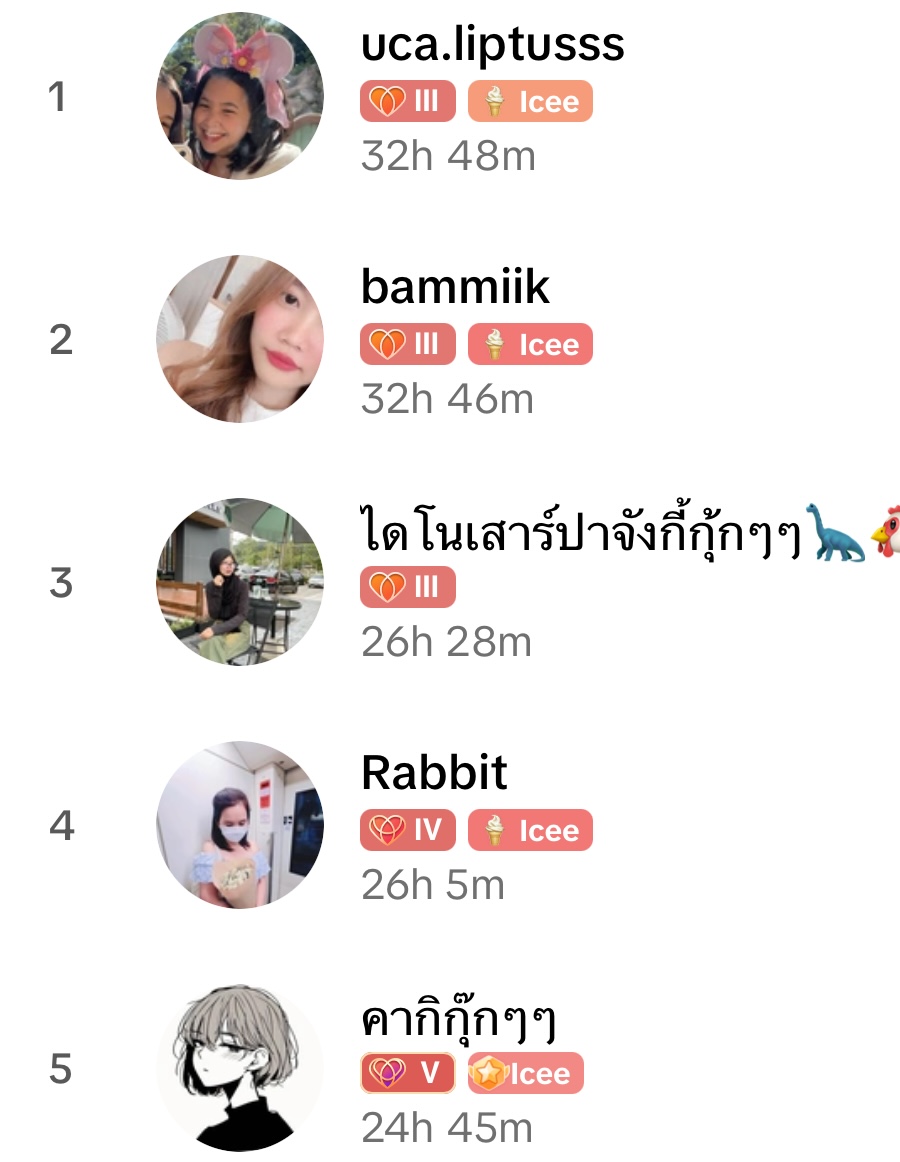 1
uca.liptusss
III Icee
32h 48m
2
bammiik
III Icee
32h 46m
3
ไดโนเสาร์ปาจังกี้กุ้กๆๆ🦕🐔
III
26h 28m
4
Rabbit
IV Icee
26h 5m
5
คากิกุ๊กๆๆ
V Icee
24h 45m